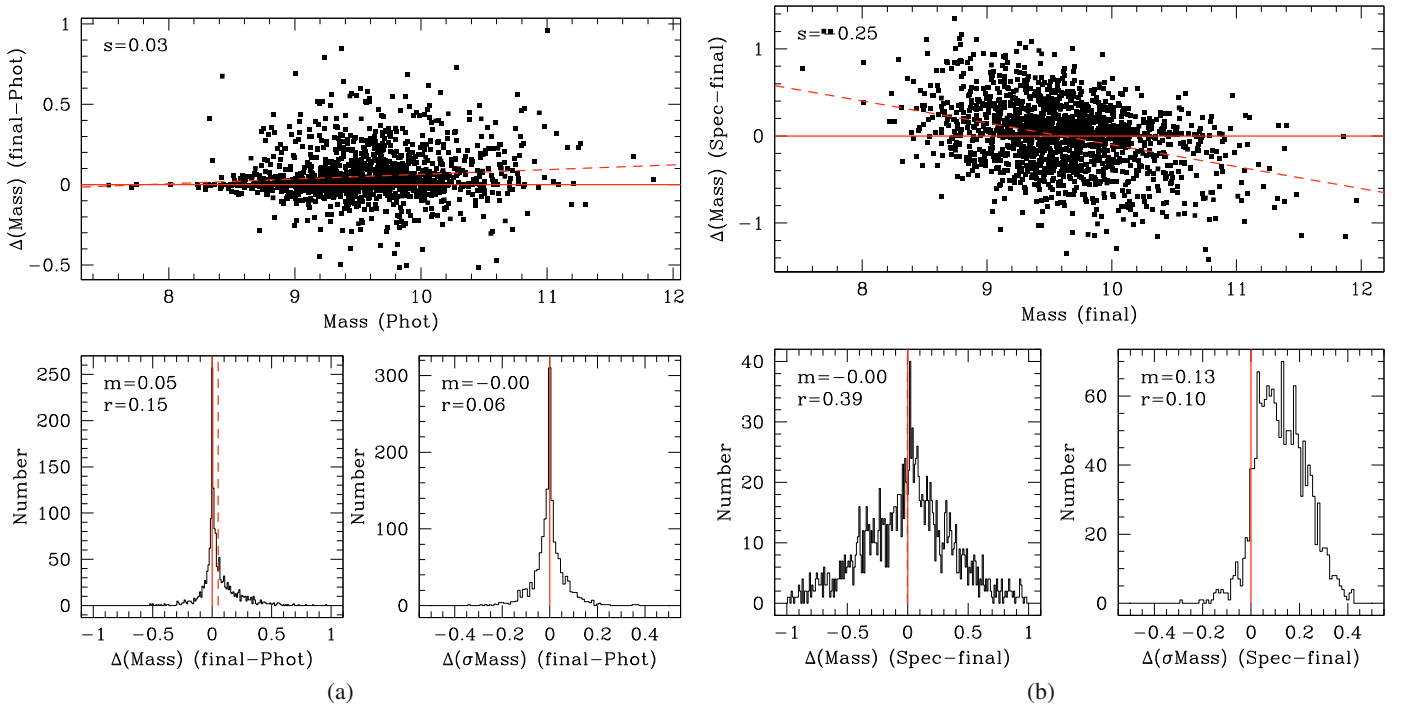 s=0.03
Δ(Mass) (final−Phot)
1
0.5
0
−0.5
8
9
10
11
12
Mass (Phot)
s=−0.25
Δ(Mass) (Spec−final)
1
0
−1
8
9
10
11
12
Mass (final)
m=0.05
r=0.15
Number
250
200
150
100
50
0
−1
−0.5
0
0.5
1
Δ(Mass) (final−Phot)
m=−0.00
r=0.06
Number
300
200
100
0
−0.4
−0.2
0
0.2
0.4
Δ(σMass) (final−Phot)
(a)
m=−0.00
r=0.39
Number
40
30
20
10
0
−1
−0.5
0
0.5
1
Δ(Mass) (Spec−final)
m=0.13
r=0.10
Number
60
40
20
0
−0.4
−0.2
0
0.2
0.4
Δ(σMass) (Spec−final)
(b)